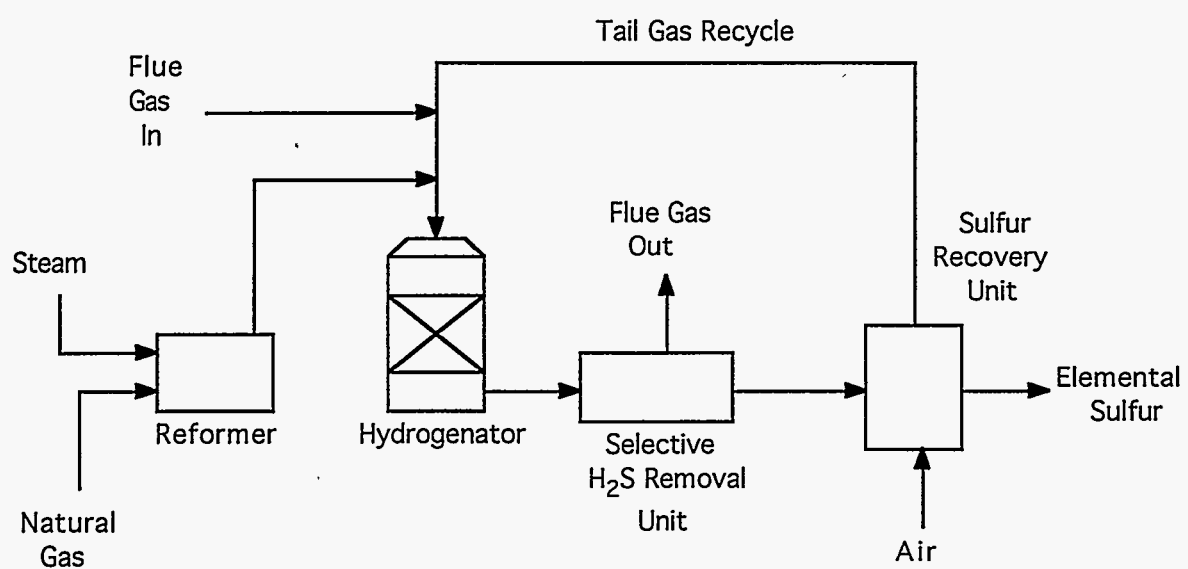 Tail Gas Recycle
Flue
Gas
In
Flue Gas
Out
Sulfur
Recovery
Unit
Steam
Elemental
Sulfur
Reformer
Hydrogenator
Selective
H₂S Removal
Unit
Natural
Gas
Air